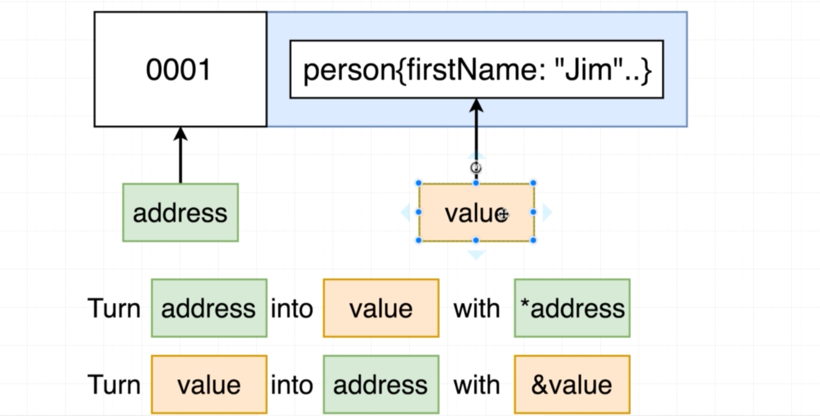 0001 person{firstName: "Jim"..}
address value
Turn address into value with *address
Turn value into address with &value